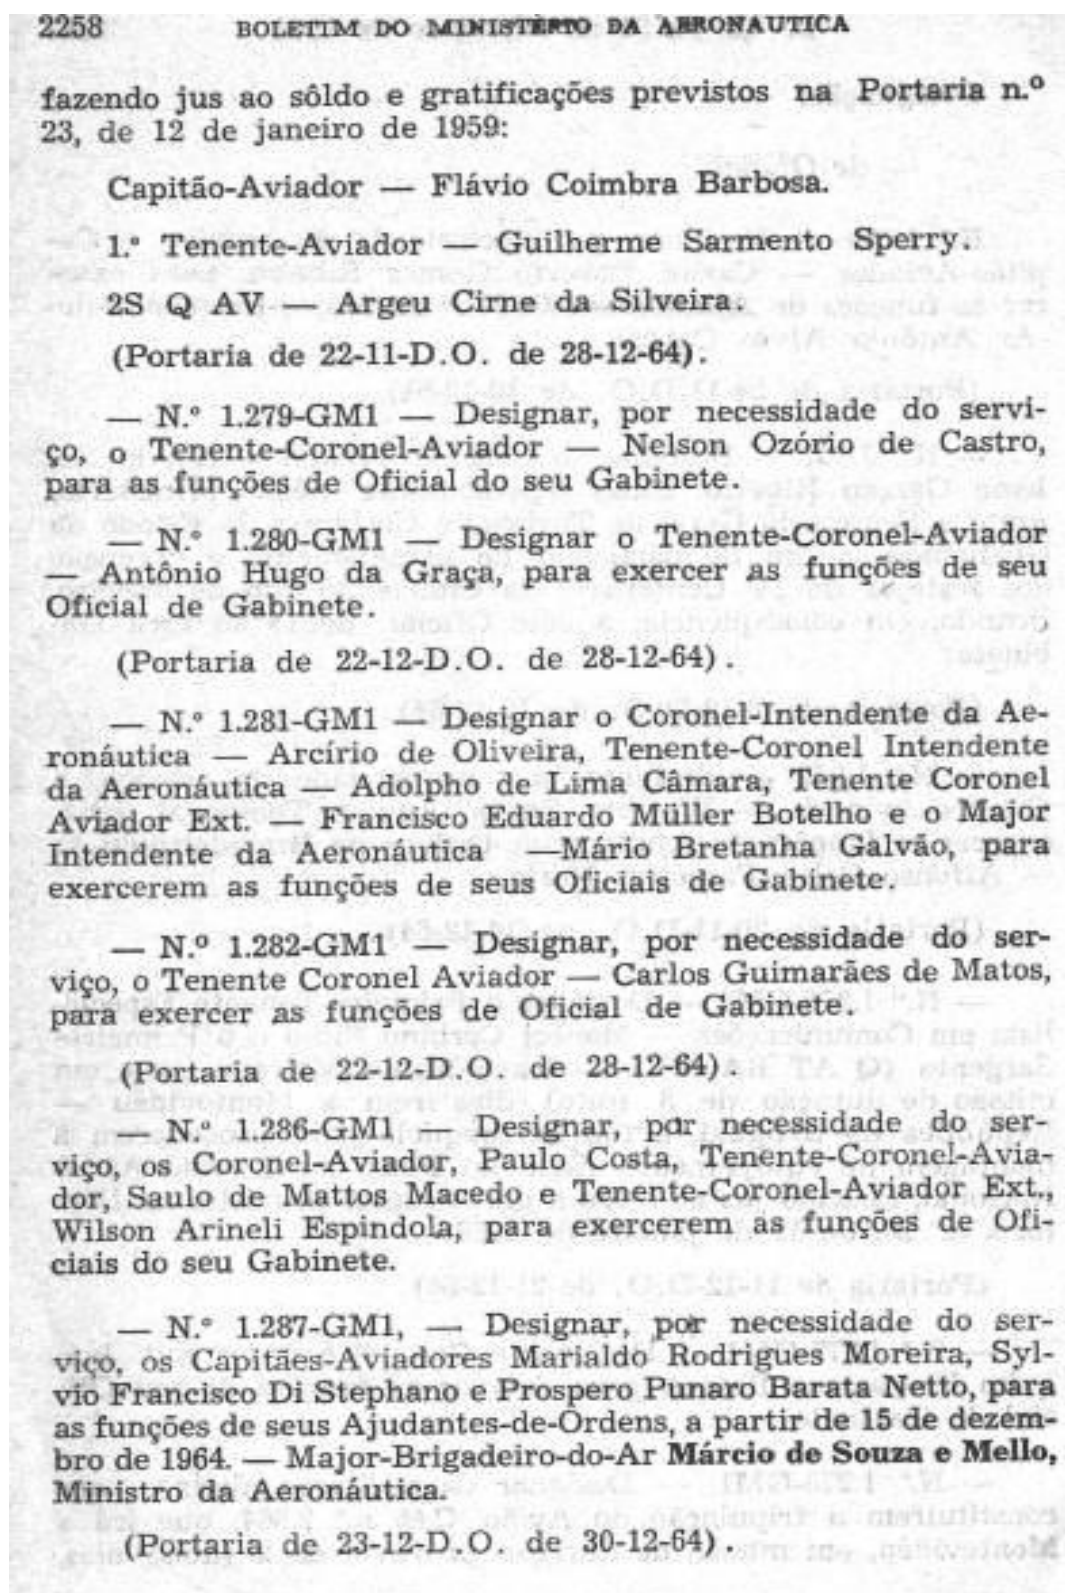 2258 BOLETIM DO MINISTÉRIO DA AERONÁUTICA
fazendo jus ao sôldo e gratificações previstos na Portaria n.º
23, de 12 de janeiro de 1959:
Capitão-Aviador — Flávio Coimbra Barbosa.
1.º Tenente-Aviador — Guilherme Sarmento Sperry.
2S Q AV — Argeu Cirne da Silveira.
(Portaria de 22-11-D.O. de 28-12-64).
— N.º 1.279-GM1 — Designar, por necessidade do servi-
ço, o Tenente-Coronel-Aviador — Nelson Ozório de Castro,
para as funções de Oficial do seu Gabinete.
— N.º 1.280-GM1 — Designar o Tenente-Coronel-Aviador
— Antônio Hugo da Graça, para exercer as funções de seu
Oficial de Gabinete.
(Portaria de 22-12-D.O. de 28-12-64).
— N.º 1.281-GM1 — Designar o Coronel-Intendente da Ae-
ronáutica — Arcírio de Oliveira, Tenente-Coronel Intendente
da Aeronáutica — Adolpho de Lima Câmara, Tenente Coronel
Aviador Ext. — Francisco Eduardo Müller Botelho e o Major
Intendente da Aeronáutica —Mário Bretanha Galvão, para
exercerem as funções de seus Oficiais de Gabinete.
— N.º 1.282-GM1 — Designar, por necessidade do ser-
viço, o Tenente Coronel Aviador — Carlos Guimarães de Matos,
para exercer as funções de Oficial de Gabinete.
(Portaria de 22-12-D.O. de 28-12-64).
— N.º 1.286-GM1 — Designar, por necessidade do ser-
viço, os Coronel-Aviador, Paulo Costa, Tenente-Coronel-Avia-
dor, Saulo de Mattos Macedo e Tenente-Coronel-Aviador Ext.,
Wilson Arineli Espindola, para exercerem as funções de Ofi-
ciais do seu Gabinete.
— N.º 1.287-GM1, — Designar, por necessidade do ser-
viço, os Capitães-Aviadores Marialdo Rodrigues Moreira, Syl-
vio Francisco Di Stephano e Prospero Punaro Barata Netto, para
as funções de seus Ajudantes-de-Ordens, a partir de 15 de dezem-
bro de 1964. — Major-Brigadeiro-do-Ar Márcio de Souza e Mello,
Ministro da Aeronáutica.
(Portaria de 23-12-D.O. de 30-12-64).